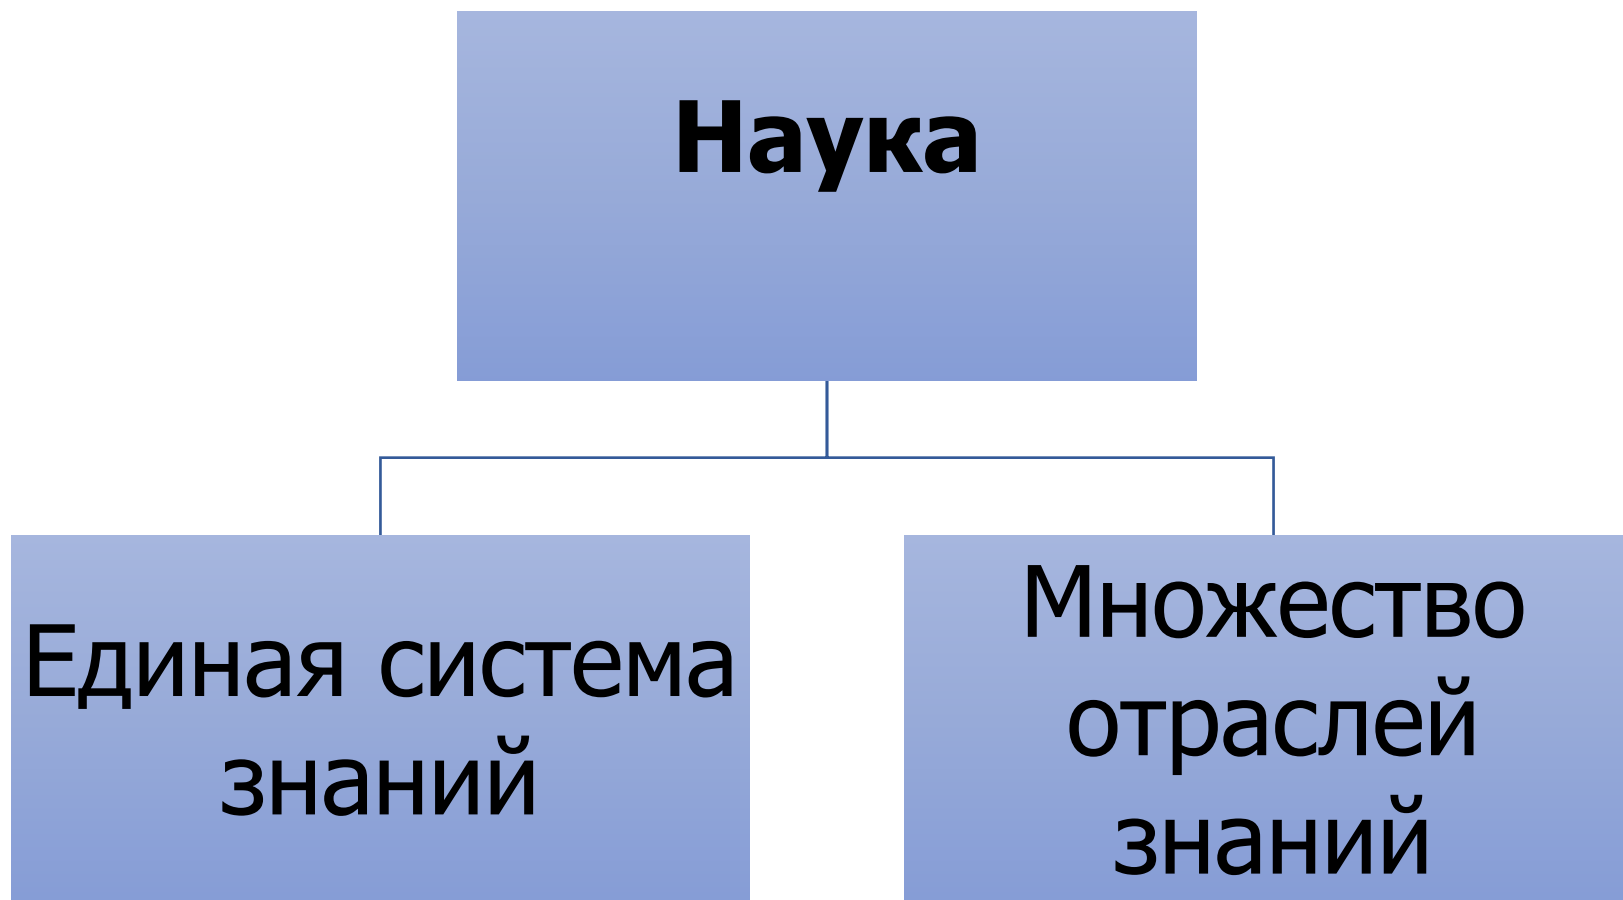 Наука
Единая система
знаний
Множество
отраслей
знаний